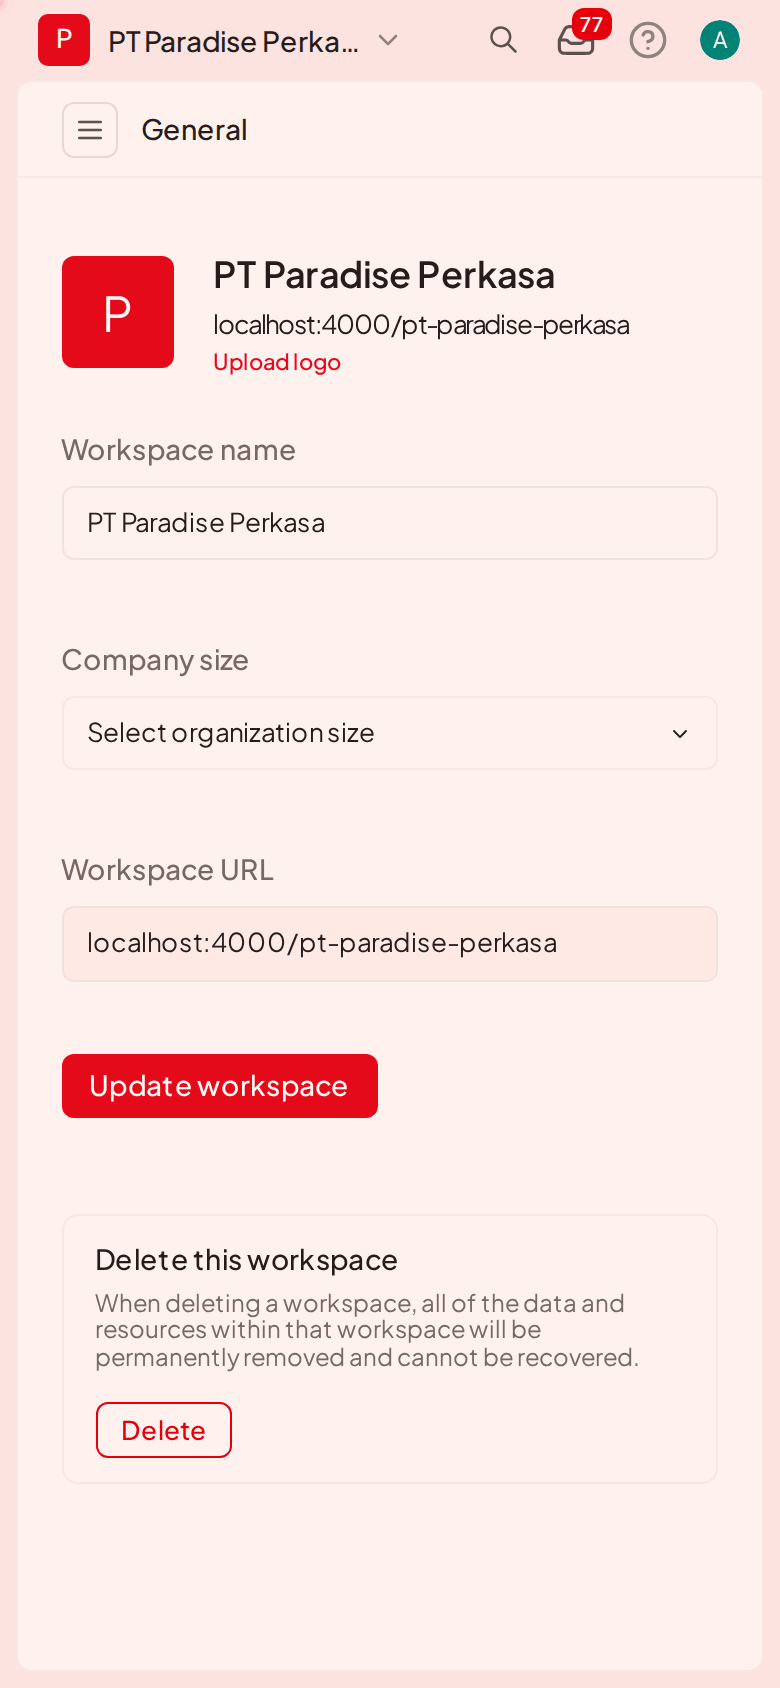 P
PT Paradise Perka...
77
A
General
P
PT Paradise Perkasa
localhost:4000/pt-paradise-perkasa
Upload logo
Workspace name
PT Paradise Perkasa
Company size
Select organization size
Workspace URL
localhost:4000/pt-paradise-perkasa
Update workspace
Delete this workspace
When deleting a workspace, all of the data and
resources within that workspace will be
permanently removed and cannot be recovered.
Delete